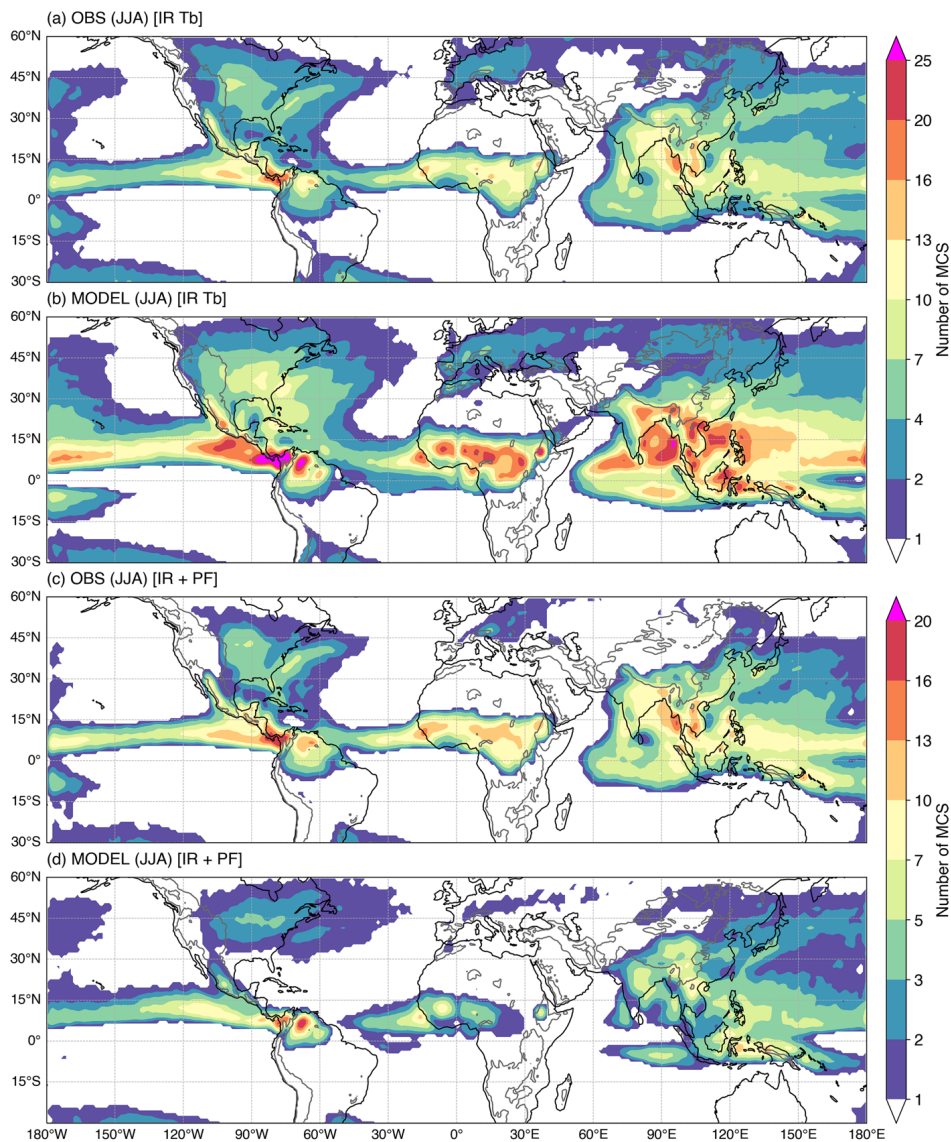 (a) OBS (JJA) [IR Tb]
60°N
45°N
30°N
15°N
0°
15°S
30°S
(b) MODEL (JJA) [IR Tb]
60°N
45°N
30°N
15°N
0°
15°S
30°S
25
20
16
13
10
7
4
2
1
Number of MCS
(c) OBS (JJA) [IR + PF]
60°N
45°N
30°N
15°N
0°
15°S
30°S
(d) MODEL (JJA) [IR + PF]
60°N
45°N
30°N
15°N
0°
15°S
180°W 150°W 120°W 90°W 60°W 30°W 0° 30°E 60°E 90°E 120°E 150°E 180°E
20
16
13
10
7
5
3
2
1
Number of MCS